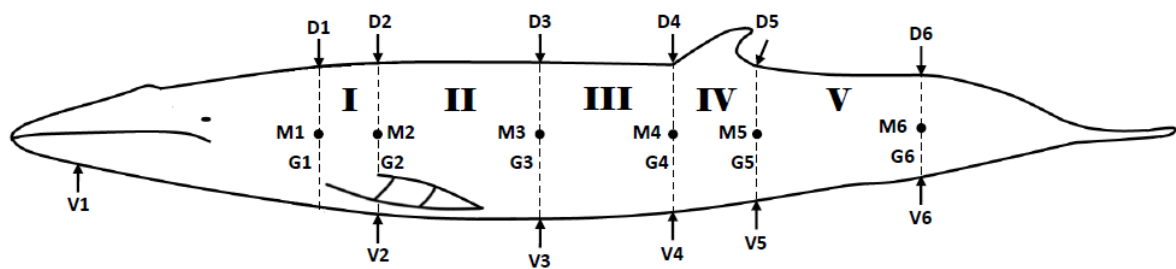 D1 D2 D3 D4 D5 D6
I II III IV V
M1 M2 M3 M4 M5 M6
G1 G2 G3 G4 G5 G6
V1 V2 V3 V4 V5 V6